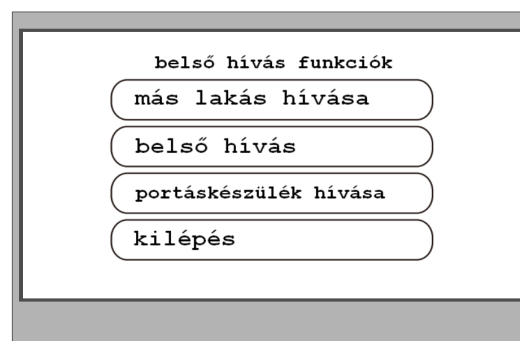 belső hívás funkciók
más lakás hívása
belső hívás
portáskészülék hívása
kilépés